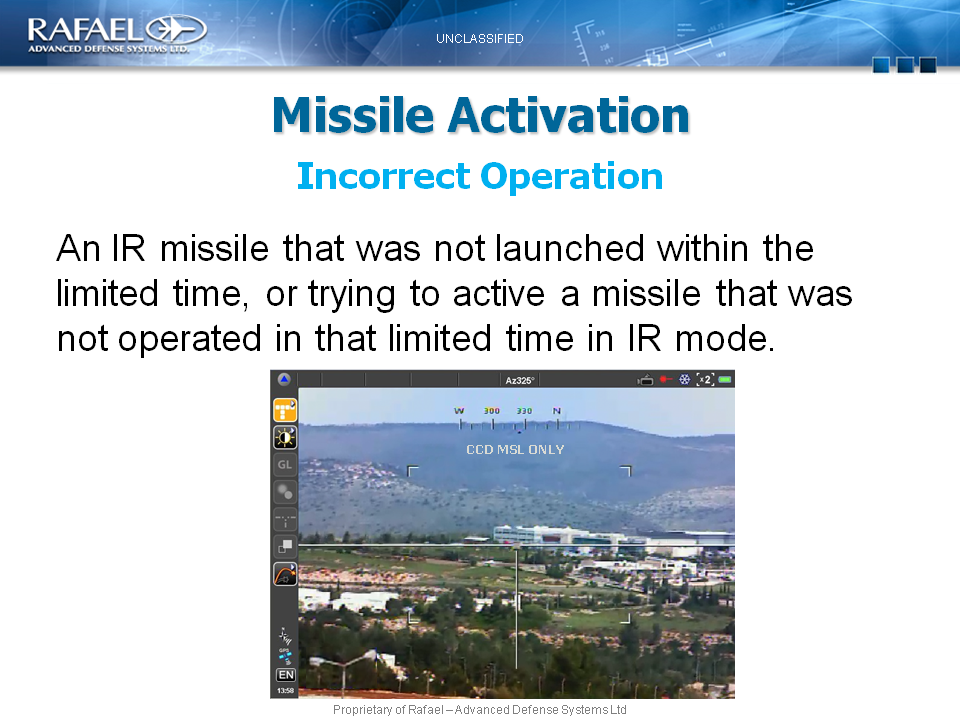 RAFAEL
ADVANCED DEFENSE SYSTEMS LTD.
UNCLASSIFIED
Missile Activation
Incorrect Operation
An IR missile that was not launched within the
limited time, or trying to active a missile that was
not operated in that limited time in IR mode.
Az325°
x2
W 300 330 N
CCD MSL ONLY
GL
GPS
EN
13:58
Proprietary of Rafael – Advanced Defense Systems Ltd